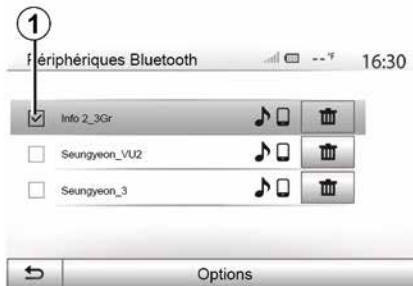 1
Périphériques Bluetooth --°F 16:30
Info 2_3Gr
Seungyeon_VU2
Seungyeon_3
Options